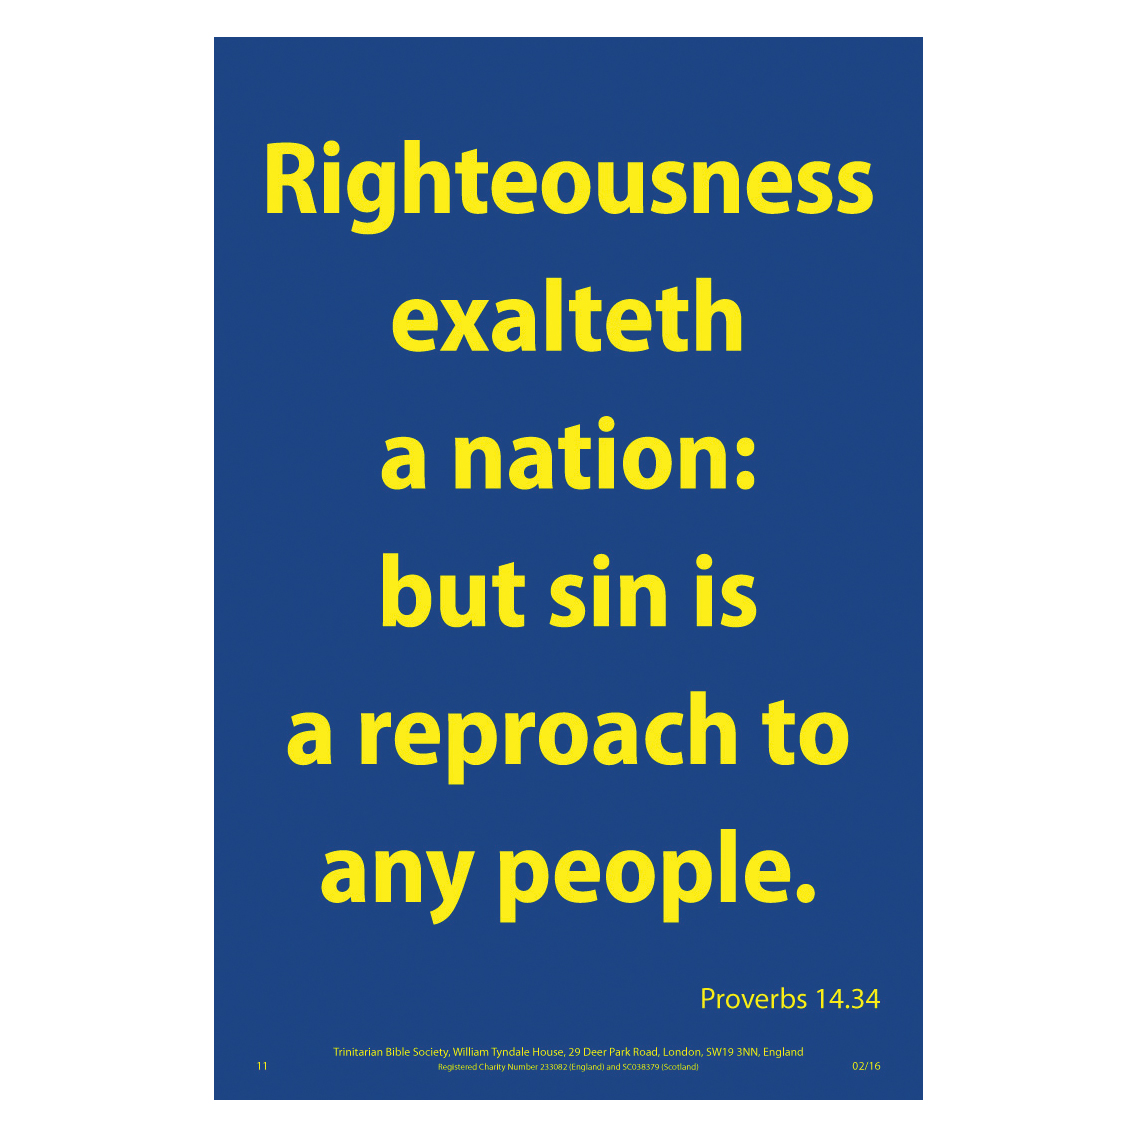 Righteousness
exalteth
a nation:
but sin is
a reproach to
any people.
Proverbs 14.34
Trinitarian Bible Society, William Tyndale House, 29 Deer Park Road, London, SW19 3NN, England
11 Registered Charity Number 233082 (England) and SC038379 (Scotland) 02/16